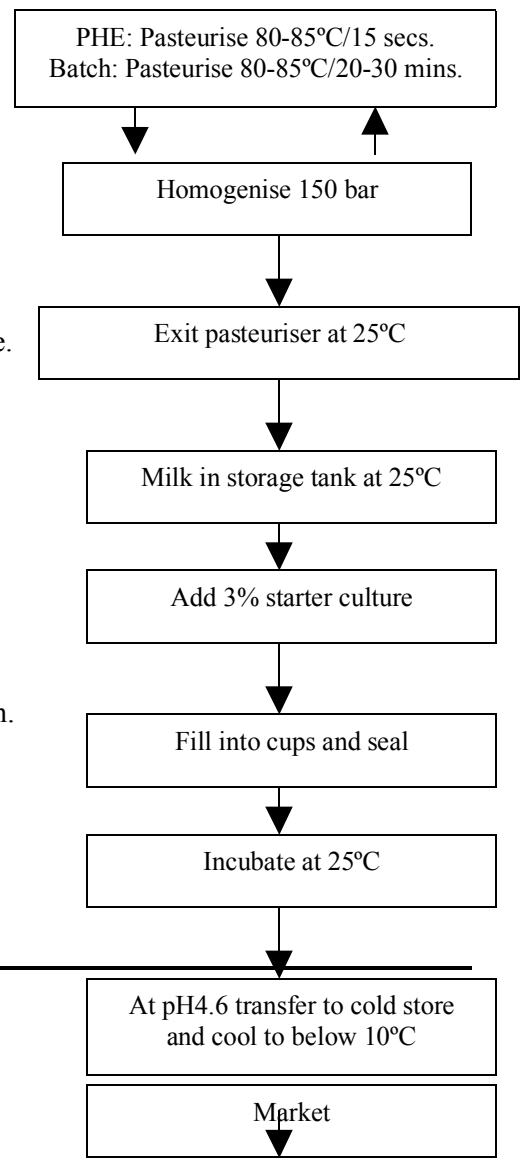 PHE: Pasteurise 80-85ºC/15 secs.
Batch: Pasteurise 80-85ºC/20-30 mins.
Homogenise 150 bar
e.
Exit pasteuriser at 25ºC
Milk in storage tank at 25ºC
Add 3% starter culture
n.
Fill into cups and seal
Incubate at 25ºC
At pH4.6 transfer to cold store
and cool to below 10ºC
Market